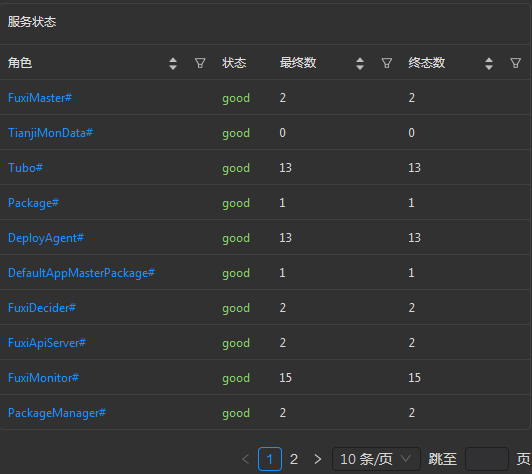 服务状态
角色 状态 最终数 终态数
FuxiMaster# good 2 2
TianjiMonData# good 0 0
Tubo# good 13 13
Package# good 1 1
DeployAgent# good 13 13
DefaultAppMasterPackage# good 1 1
FuxiDecider# good 2 2
FuxiApiServer# good 2 2
FuxiMonitor# good 15 15
PackageManager# good 2 2
< 1 2 > 10 条/页 跳至 页